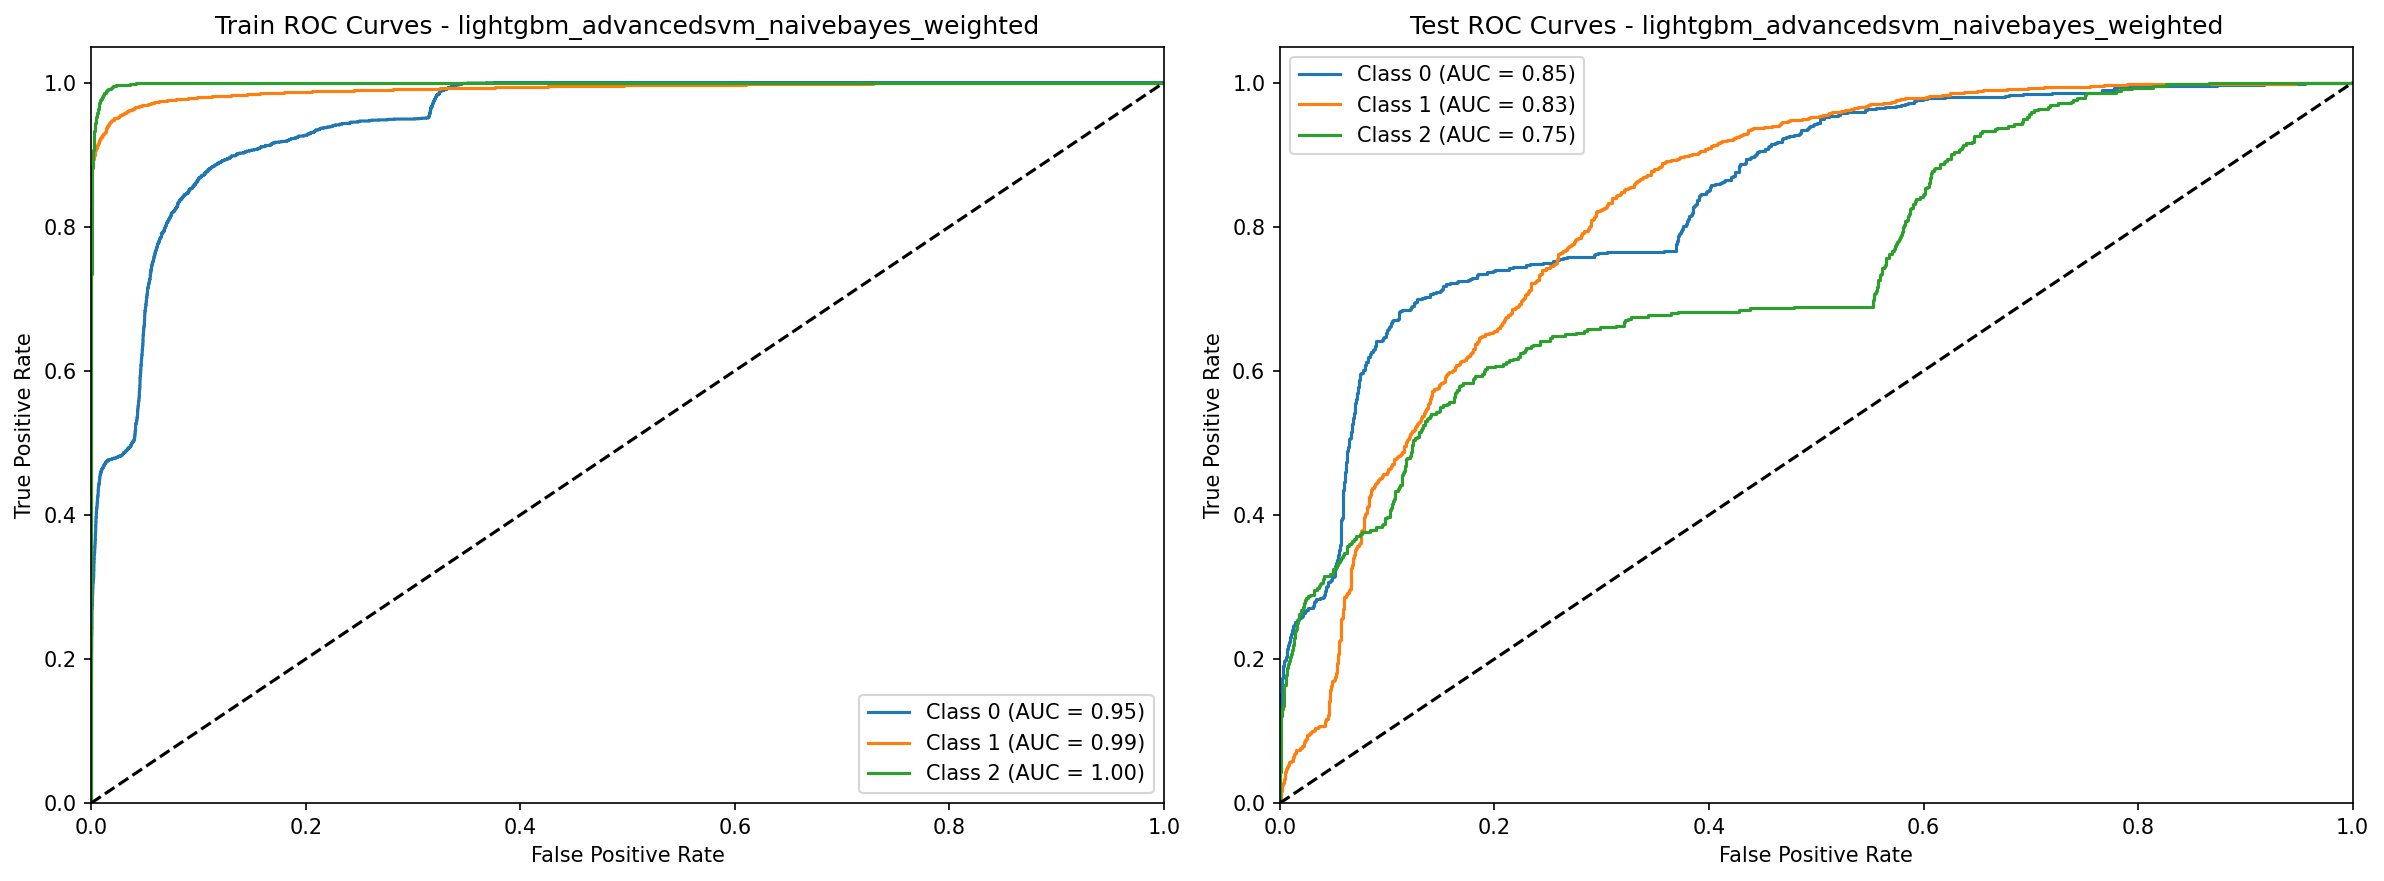 Train ROC Curves - lightgbm_advancedsvm_naivebayes_weighted
True Positive Rate
1.0
0.8
0.6
0.4
0.2
0.0
Class 0 (AUC = 0.95)
Class 1 (AUC = 0.99)
Class 2 (AUC = 1.00)
0.0 0.2 0.4 0.6 0.8 1.0
False Positive Rate
Test ROC Curves - lightgbm_advancedsvm_naivebayes_weighted
True Positive Rate
1.0
0.8
0.6
0.4
0.2
0.0
Class 0 (AUC = 0.85)
Class 1 (AUC = 0.83)
Class 2 (AUC = 0.75)
0.0 0.2 0.4 0.6 0.8 1.0
False Positive Rate